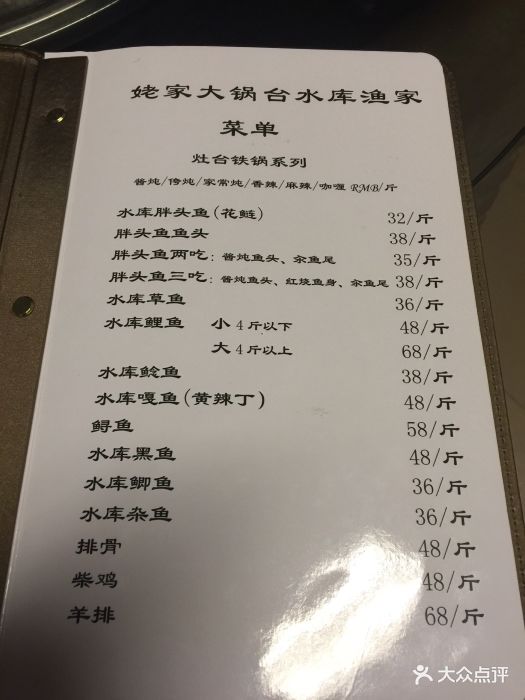 姥家大锅台水库渔家
菜单
灶台铁锅系列
酱炖/侉炖/家常炖/香辣/麻辣/咖喱 RMB/斤
水库胖头鱼(花鲢) 32/斤
胖头鱼鱼头 38/斤
胖头鱼两吃: 酱炖鱼头、汆鱼尾 35/斤
胖头鱼三吃: 酱炖鱼头、红烧鱼身、汆鱼尾 38/斤
水库草鱼 36/斤
水库鲤鱼 小 4斤以下 48/斤
大 4斤以上 68/斤
水库鲶鱼 38/斤
水库嘎鱼(黄辣丁) 48/斤
鲟鱼 58/斤
水库黑鱼 48/斤
水库鲫鱼 36/斤
水库杂鱼 36/斤
排骨 48/斤
柴鸡 48/斤
羊排 68/斤
大众点评